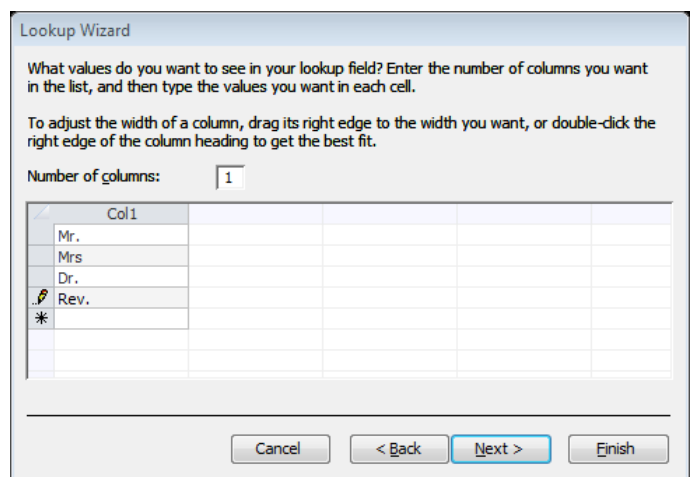 Lookup Wizard
What values do you want to see in your lookup field? Enter the number of columns you want
in the list, and then type the values you want in each cell.
To adjust the width of a column, drag its right edge to the width you want, or double-click the
right edge of the column heading to get the best fit.
Number of columns: 1
Col1
Mr.
Mrs
Dr.
Rev.
Cancel < Back Next > Finish